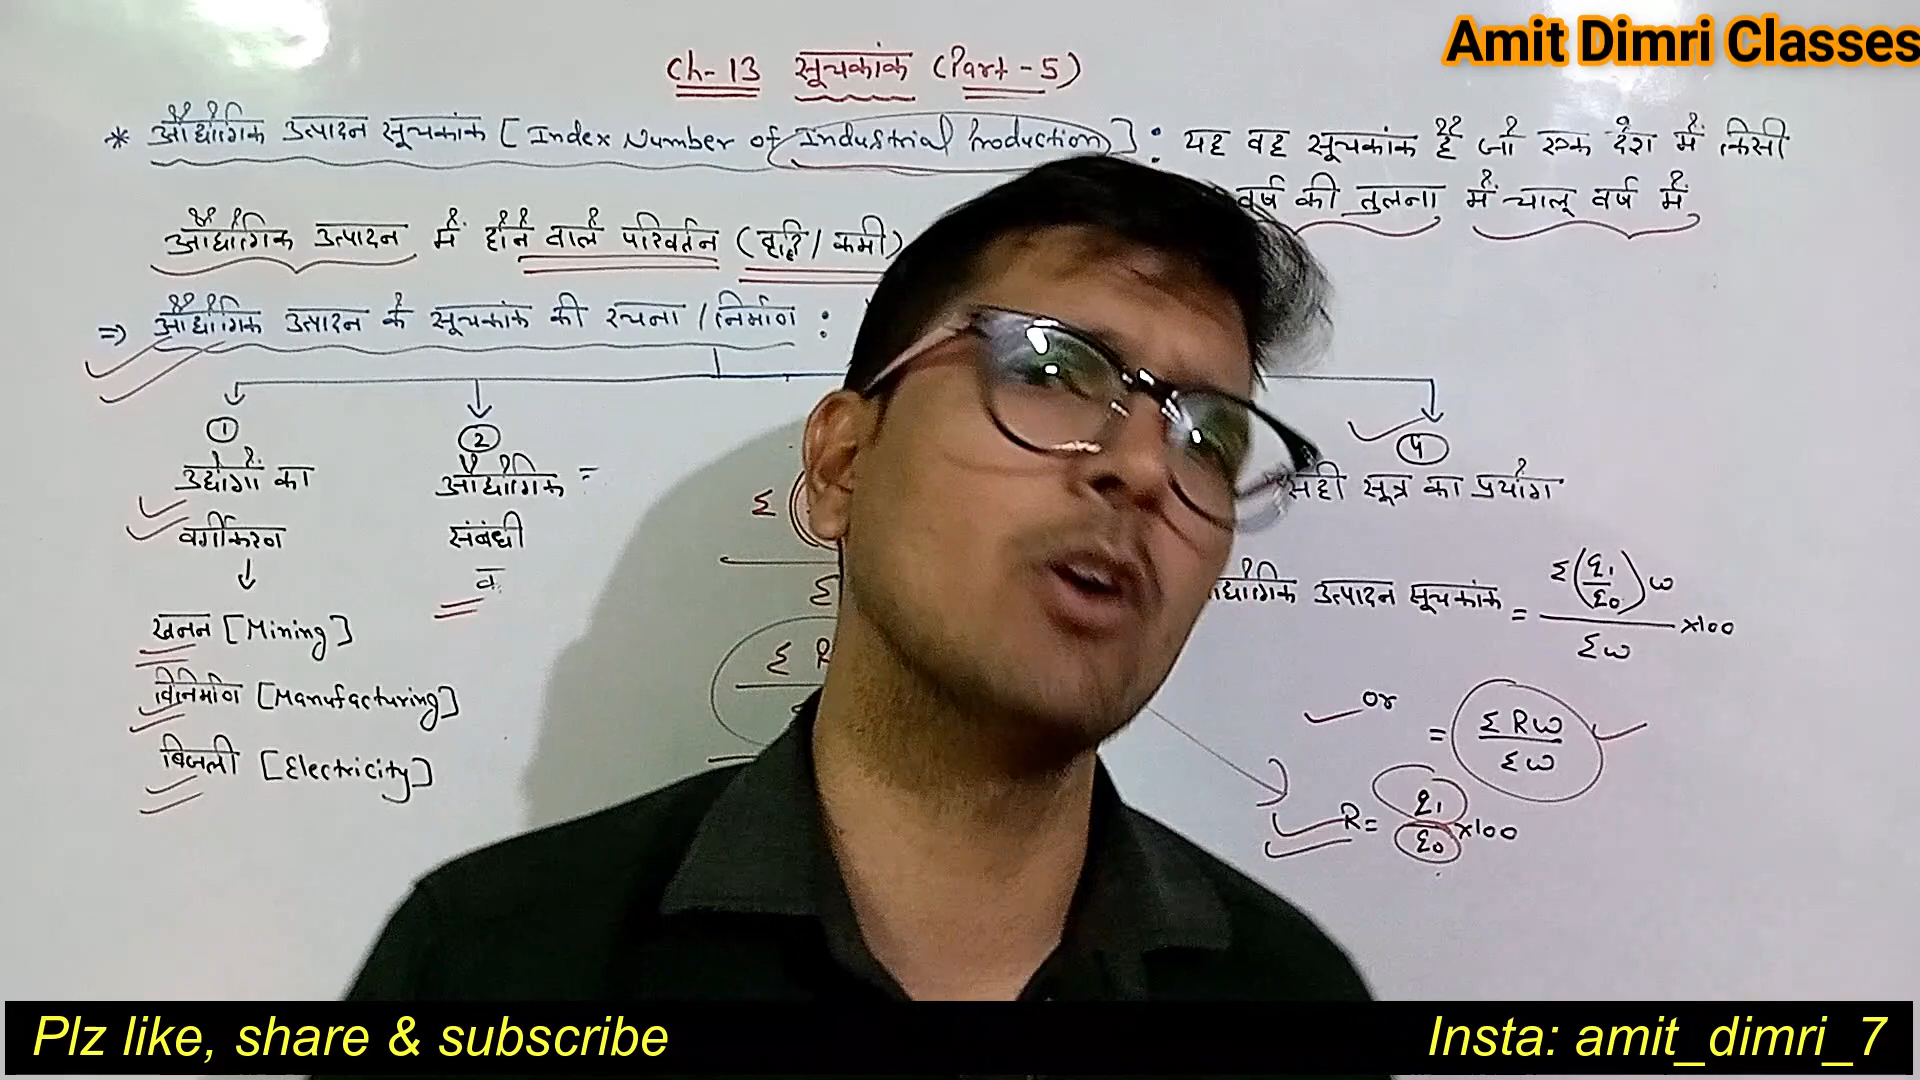 Amit Dimri Classes
Ch-13 सूचकांक (Part-5)
* औद्योगिक उत्पादन सूचकांक [Index Number of Industrial Production] : यह वह सूचकांक है जो एक देश में किसी
वर्ष की तुलना में चालू वर्ष में
औद्योगिक उत्पादन में होने वाले परिवर्तन (वृद्धि / कमी)
⇒ औद्योगिक उत्पादन के सूचकांक की रचना / निर्माण :
① उद्योगों का
वर्गीकरण
↓
खनन [Mining]
विनिर्माण [Manufacturing]
बिजली [Electricity]
② औद्योगिक
संबंधी
Σ
Σ
Σ R
सही सूत्र का प्रयोग
औद्योगिक उत्पादन सूचकांक = Σ(q₁/q₀)w / Σw ×100
or = ΣRw / Σw
R = q₁/q₀ ×100
Plz like, share & subscribe
Insta: amit_dimri_7